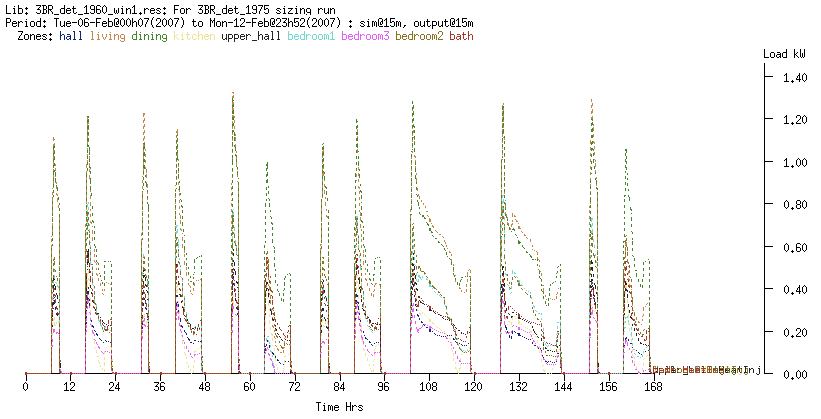 Lib: 3BR_det_1960_win1.res: For 3BR_det_1975 sizing run
Period: Tue-06-Feb@00h07(2007) to Mon-12-Feb@23h52(2007) : sim@15m, output@15m
Zones: hall living dining kitchen upper_hall bedroom1 bedroom3 bedroom2 bath
Load kW
1.40
1.20
1.00
0.80
0.60
0.40
0.20
0.00
0 12 24 36 48 60 72 84 96 108 120 132 144 156 168
Time Hrs